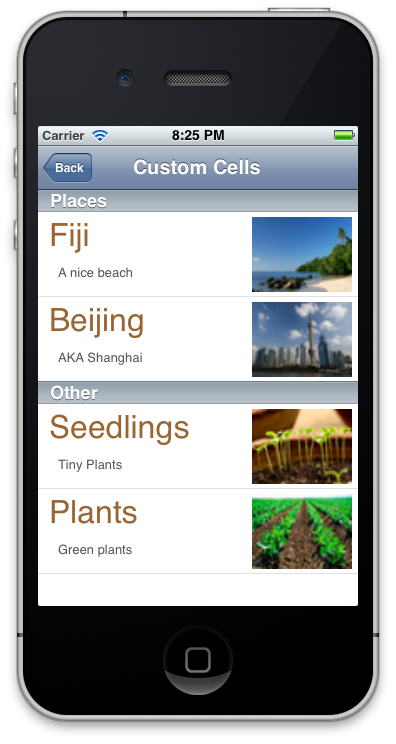 Carrier 8:25 PM
Back Custom Cells
Places
Fiji
A nice beach
Beijing
AKA Shanghai
Other
Seedlings
Tiny Plants
Plants
Green plants